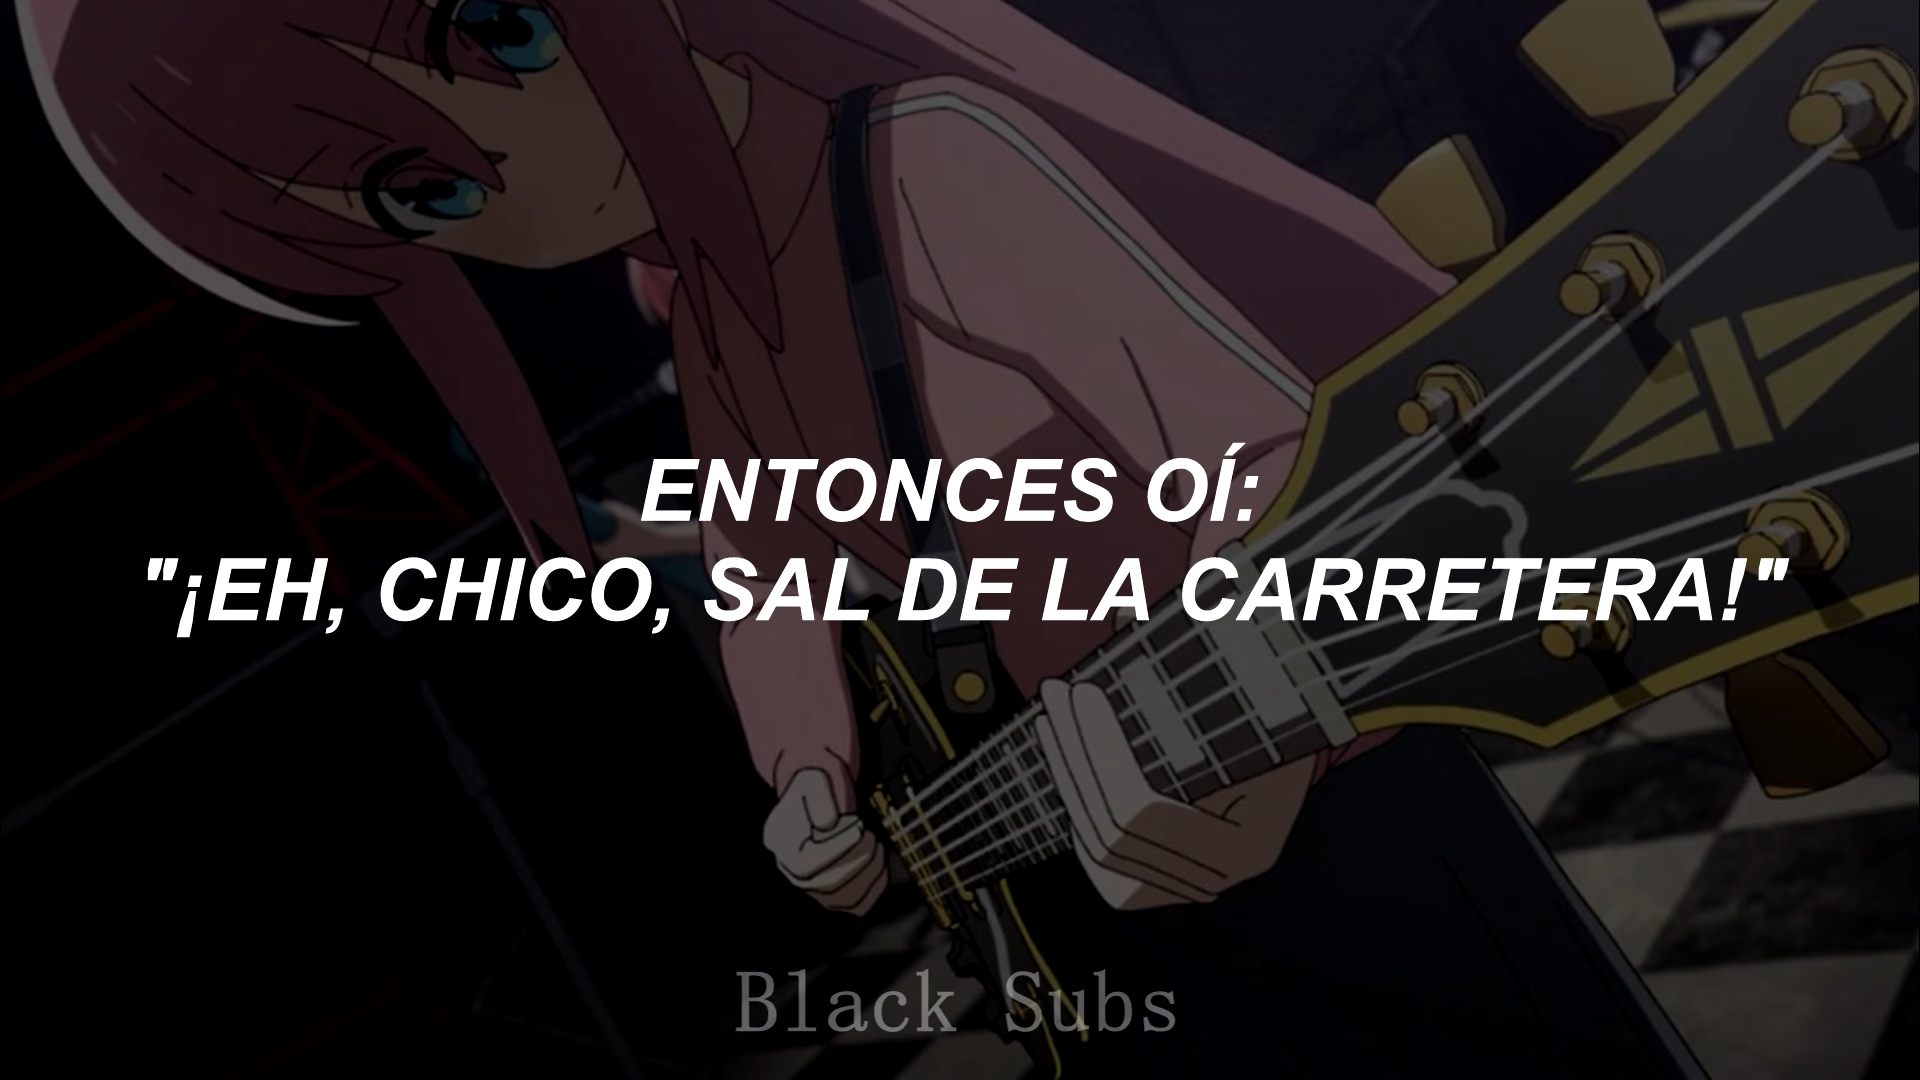 ENTONCES OÍ:
"¡EH, CHICO, SAL DE LA CARRETERA!"
Black Subs